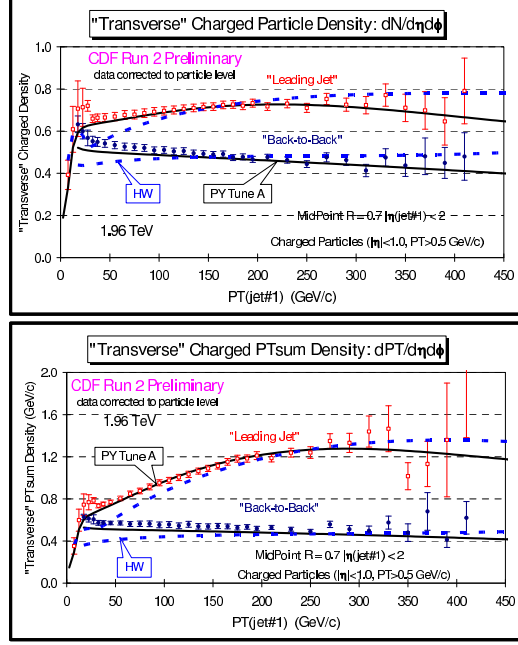 "Transverse" Charged Particle Density: dN/dηdφ
CDF Run 2 Preliminary
data corrected to particle level
"Leading Jet"
"Back-to-Back"
HW
PY Tune A
MidPoint R = 0.7 |η(jet#1)| < 2
1.96 TeV
Charged Particles (|η|<1.0, PT>0.5 GeV/c)
"Transverse" Charged Density
1.0
0.8
0.6
0.4
0.2
0.0
0 50 100 150 200 250 300 350 400 450
PT(jet#1) (GeV/c)
"Transverse" Charged PTsum Density: dPT/dηdφ
CDF Run 2 Preliminary
data corrected to particle level
1.96 TeV
"Leading Jet"
PY Tune A
"Back-to-Back"
MidPoint R = 0.7 |η(jet#1)| < 2
HW
Charged Particles (|η|<1.0, PT>0.5 GeV/c)
"Transverse" PTsum Density (GeV/c)
2.0
1.6
1.2
0.8
0.4
0.0
0 50 100 150 200 250 300 350 400 450
PT(jet#1) (GeV/c)